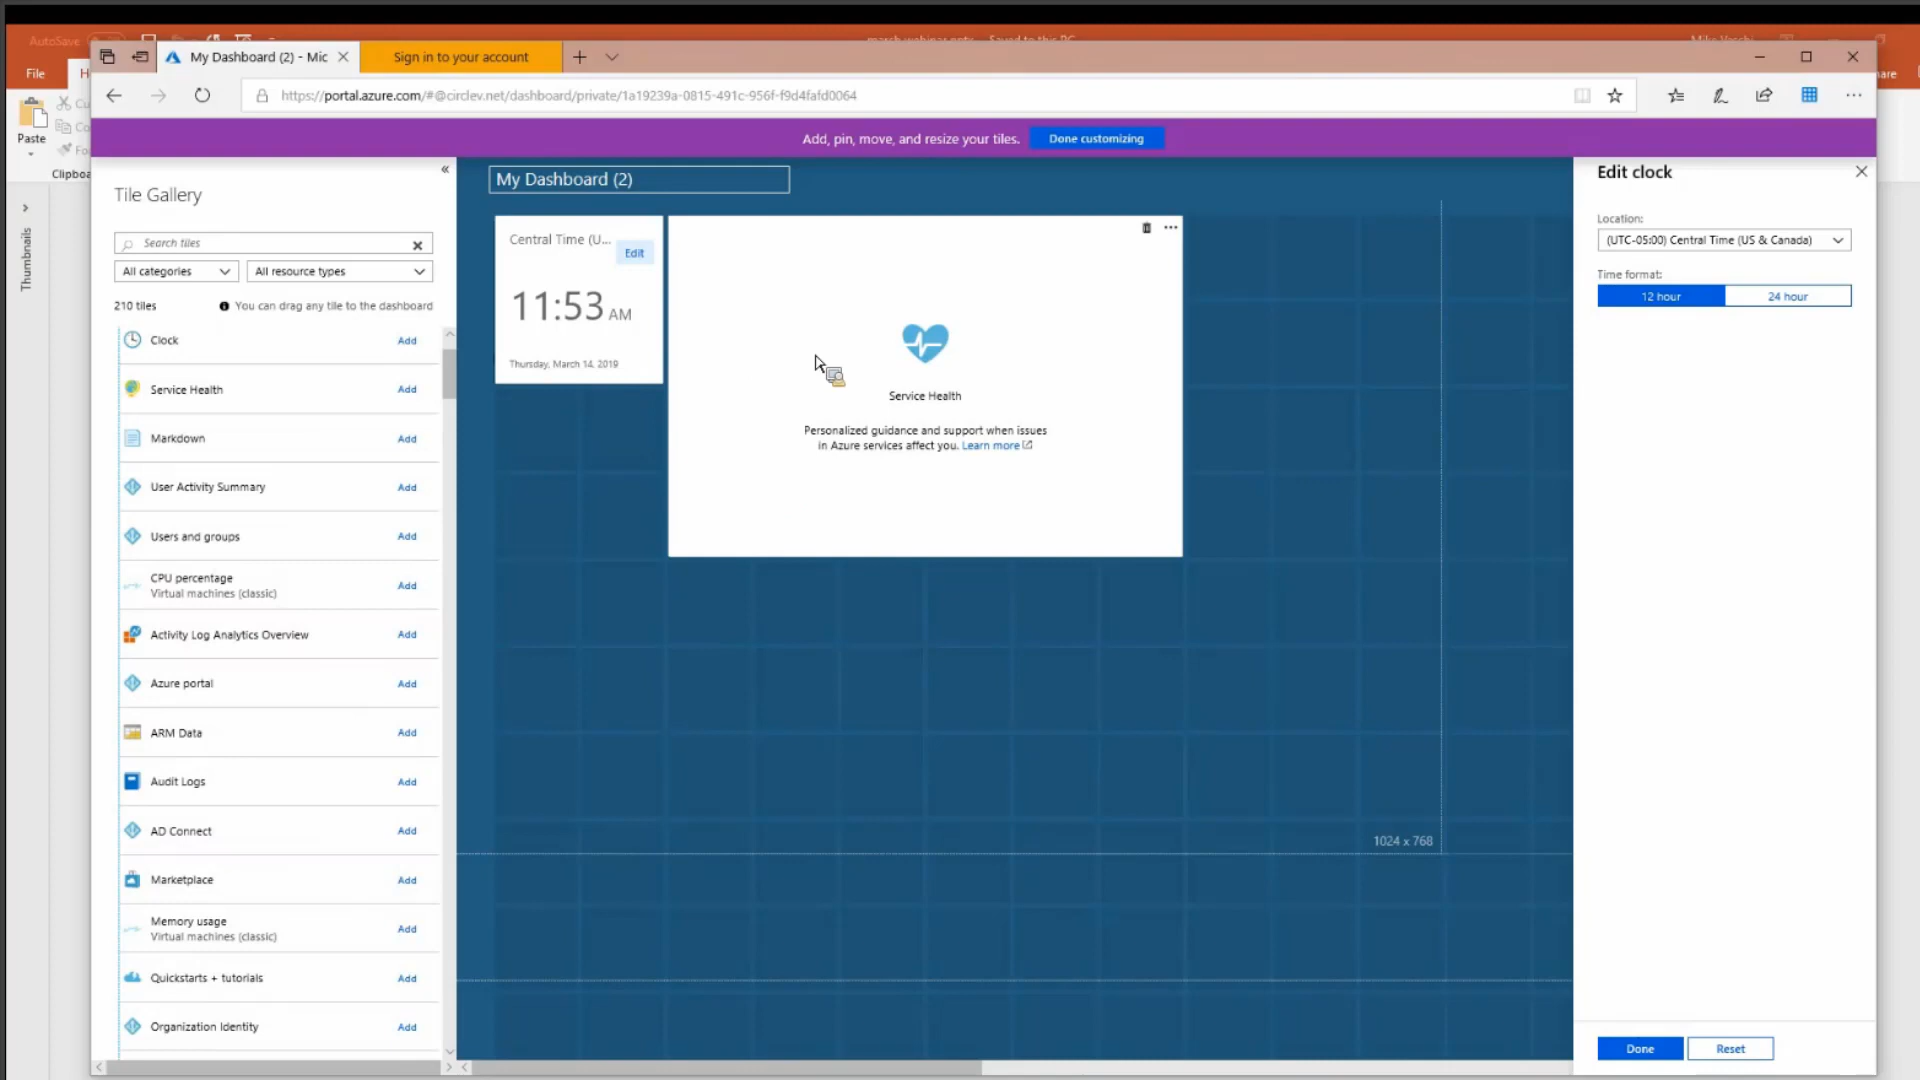 AutoSave
My Dashboard (2) - Mic
Sign in to your account
File
https://portal.azure.com/#@circlev.net/dashboard/private/1a19239a-0815-491c-956f-f9d4fafd0064
Paste
Clipboa
Thumbnails
Add, pin, move, and resize your tiles.
Done customizing
Tile Gallery
«
Search tiles
All categories
All resource types
210 tiles
You can drag any tile to the dashboard
Clock
Add
Service Health
Add
Markdown
Add
User Activity Summary
Add
Users and groups
Add
CPU percentage
Virtual machines (classic)
Add
Activity Log Analytics Overview
Add
Azure portal
Add
ARM Data
Add
Audit Logs
Add
AD Connect
Add
Marketplace
Add
Memory usage
Virtual machines (classic)
Add
Quickstarts + tutorials
Add
Organization Identity
Add
My Dashboard (2)
Central Time (U...
Edit
11:53 AM
Thursday, March 14, 2019
Service Health
Personalized guidance and support when issues
in Azure services affect you. Learn more
1024 x 768
Edit clock
Location:
(UTC-05:00) Central Time (US & Canada)
Time format:
12 hour
24 hour
Done
Reset